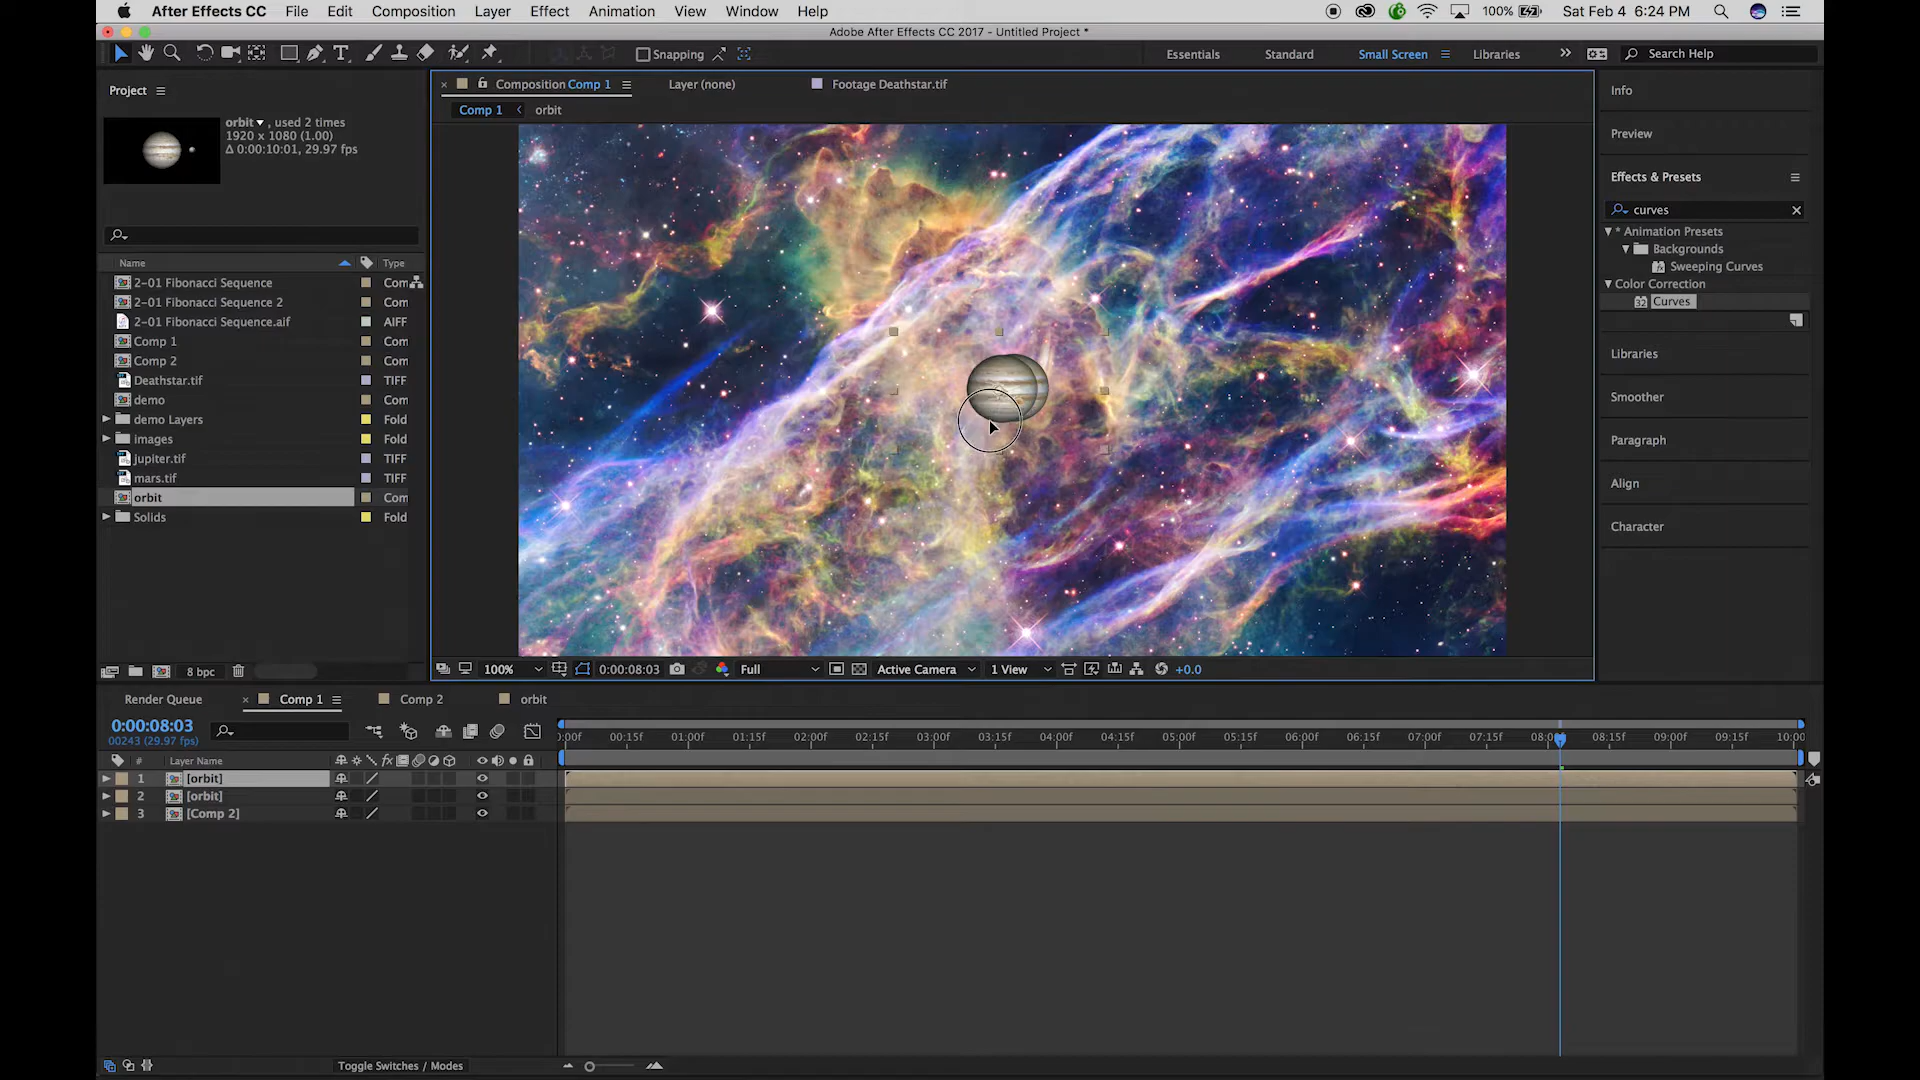 After Effects CC File Edit Composition Layer Effect Animation View Window Help 100% Sat Feb 4 6:24 PM
Adobe After Effects CC 2017 - Untitled Project *
Snapping Essentials Standard Small Screen Libraries Search Help
Project
orbit , used 2 times
1920 x 1080 (1.00)
Δ 0:00:10:01, 29.97 fps
Name Type
2-01 Fibonacci Sequence Com
2-01 Fibonacci Sequence 2 Com
2-01 Fibonacci Sequence.aif AIFF
Comp 1 Com
Comp 2 Com
Deathstar.tif TIFF
demo Com
demo Layers Fold
images Fold
jupiter.tif TIFF
mars.tif TIFF
orbit Com
Solids Fold
8 bpc
Composition Comp 1 Layer (none) Footage Deathstar.tif
Comp 1 orbit
100% 0:00:08:03 Full Active Camera 1 View +0.0
Info
Preview
Effects & Presets
curves
* Animation Presets
Backgrounds
Sweeping Curves
Color Correction
32 Curves
Libraries
Smoother
Paragraph
Align
Character
Render Queue Comp 1 Comp 2 orbit
0:00:08:03
00243 (29.97 fps)
):00f 00:15f 01:00f 01:15f 02:00f 02:15f 03:00f 03:15f 04:00f 04:15f 05:00f 05:15f 06:00f 06:15f 07:00f 07:15f 08:00f 08:15f 09:00f 09:15f 10:00
# Layer Name fx
1 [orbit]
2 [orbit]
3 [Comp 2]
Toggle Switches / Modes